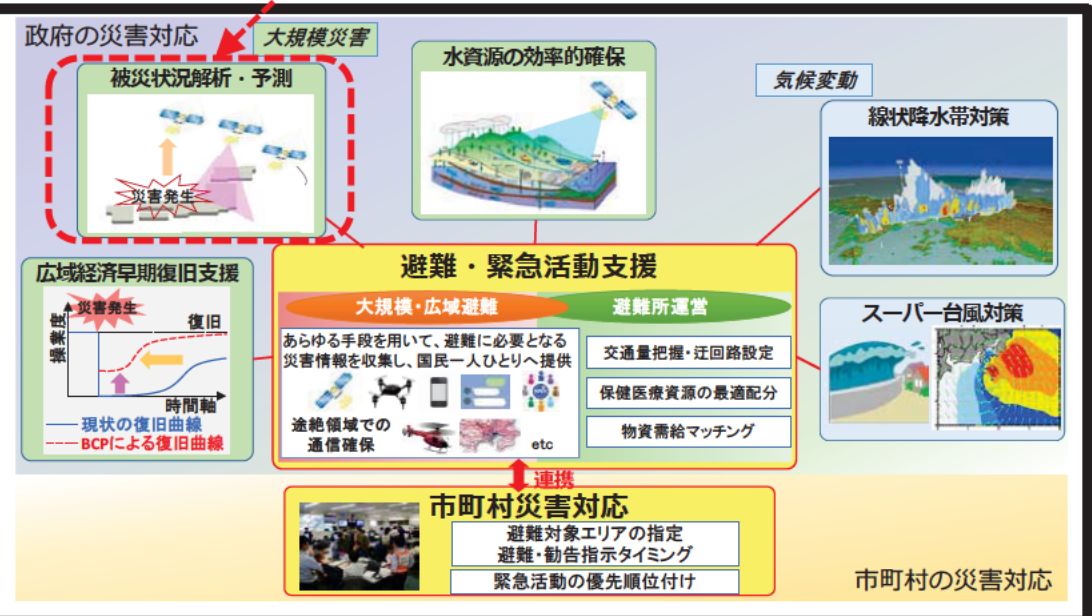 政府の災害対応
大規模災害
被災状況解析・予測
災害発生
水資源の効率的確保
気候変動
線状降水帯対策
広域経済早期復旧支援
災害発生
操業度
復旧
時間軸
現状の復旧曲線
BCPによる復旧曲線
避難・緊急活動支援
大規模・広域避難
あらゆる手段を用いて、避難に必要となる
災害情報を収集し、国民一人ひとりへ提供
途絶領域での
通信確保
etc
避難所運営
交通量把握・迂回路設定
保健医療資源の最適配分
物資需給マッチング
スーパー台風対策
連携
市町村災害対応
避難対象エリアの指定
避難・勧告指示タイミング
緊急活動の優先順位付け
市町村の災害対応